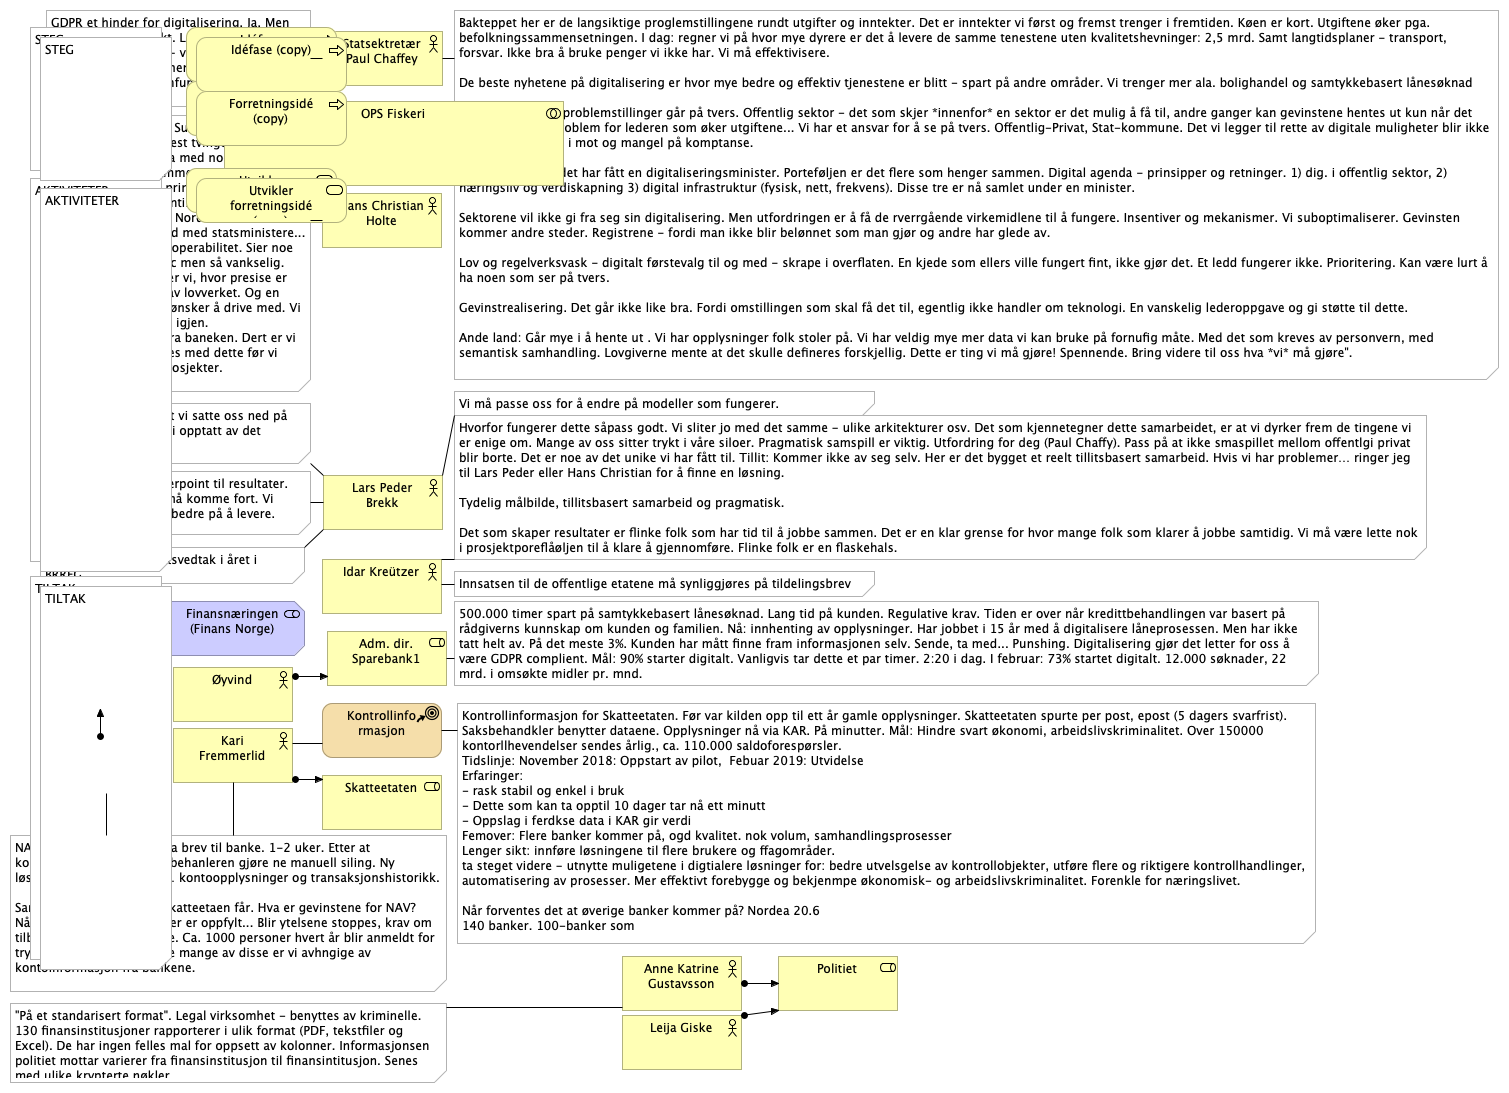 GDPR et hinder for digitalisering. Ja. Men
STEG
Idéfase (copy)
Forretningsidé
(copy)
OPS Fiskeri
Statsektretær
Paul Chaffey
Bakteppet her er de langsiktige proglemstillingene rundt utgifter og inntekter. Det er inntekter vi først og fremst trenger i fremtiden. Køen er kort. Utgiftene øker pga.
befolkningssammensetningen. I dag: regner vi på hvor mye dyrere er det å levere de samme tenestene uten kvalitetshevninger: 2,5 mrd. Samt langtidsplaner - transport,
forsvar. Ikke bra å bruke penger vi ikke har. Vi må effektivisere.
De beste nyhetene på digitalisering er hvor mye bedre og effektiv tjenestene er blitt - spart på andre områder. Vi trenger mer ala. bolighandel og samtykkebasert lånesøknad
problemstillinger går på tvers. Offentlig sektor - det som skjer *innenfor* en sektor er det mulig å få til, andre ganger kan gevinstene hentes ut kun når det
oblem for lederen som øker utgiftene... Vi har et ansvar for å se på tvers. Offentlig-Privat, Stat-kommune. Det vi legger til rette av digitale muligheter blir ikke
i mot og mangel på komptanse.
det har fått en digitaliseringsminister. Porteføljen er det flere som henger sammen. Digital agenda - prinsipper og retninger. 1) dig. i offentlig sektor, 2)
næringsliv og verdiskapning 3) digital infrastruktur (fysisk, nett, frekvens). Disse tre er nå samlet under en minister.
Sektorene vil ikke gi fra seg sin digitalisering. Men utfordringen er å få de rverrgående virkemidlene til å fungere. Insentiver og mekanismer. Vi suboptimaliserer. Gevinsten
kommer andre steder. Registrene - fordi man ikke blir belønnet som man gjør og andre har glede av.
Lov og regelverksvask - digitalt førstevalg til og med - skrape i overflaten. En kjede som ellers ville fungert fint, ikke gjør det. Et ledd fungerer ikke. Prioritering. Kan være lurt å
ha noen som ser på tvers.
Gevinstrealisering. Det går ikke like bra. Fordi omstillingen som skal få det til, egentlig ikke handler om teknologi. En vanskelig lederoppgave og gi støtte til dette.
Ande land: Går mye i å hente ut . Vi har opplysninger folk stoler på. Vi har veldig mye mer data vi kan bruke på fornufig måte. Med det som kreves av personvern, med
semantisk samhandling. Lovgiverne mente at det skulle defineres forskjellig. Dette er ting vi må gjøre! Spennende. Bring videre til oss hva *vi* må gjøre".
AKTIVITETER
Utvikler
forretningsidé
ans Christian
Holte
d med statsministere...
operabilitet. Sier noe
c men så vankselig.
er vi, hvor presise er
av lovverket. Og en
ønsker å drive med. Vi
igjen.
ra baneken. Dert er vi
es med dette før vi
osjekter.
t vi satte oss ned på
i opptatt av det
erpoint til resultater.
nå komme fort. Vi
bedre på å levere.
tsvedtak i året i
Vi må passe oss for å endre på modeller som fungerer.
Hvorfor fungerer dette såpass godt. Vi sliter jo med det samme - ulike arkitekturer osv. Det som kjennetegner dette samarbeidet, er at vi dyrker frem de tingene vi
er enige om. Mange av oss sitter trykt i våre siloer. Pragmatisk samspill er viktig. Utfordring for deg (Paul Chaffy). Pass på at ikke smaspillet mellom offentlgi privat
blir borte. Det er noe av det unike vi har fått til. Tillit: Kommer ikke av seg selv. Her er det bygget et reelt tillitsbasert samarbeid. Hvis vi har problemer... ringer jeg
til Lars Peder eller Hans Christian for å finne en løsning.
Tydelig målbilde, tillitsbasert samarbeid og pragmatisk.
Det som skaper resultater er flinke folk som har tid til å jobbe sammen. Det er en klar grense for hvor mange folk som klarer å jobbe samtidig. Vi må være lette nok
i prosjektporeflåøljen til å klare å gjennomføre. Flinke folk er en flaskehals.
Lars Peder
Brekk
Idar Kreützer
Innsatsen til de offentlige etatene må synliggjøres på tildelingsbrev
TILTAK
Finansnæringen
(Finans Norge)
Adm. dir.
Sparebank1
500.000 timer spart på samtykkebasert lånesøknad. Lang tid på kunden. Regulative krav. Tiden er over når kredittbehandlingen var basert på
rådgiverns kunnskap om kunden og familien. Nå: innhenting av opplysninger. Har jobbet i 15 år med å digitalisere låneprosessen. Men har ikke
tatt helt av. På det meste 3%. Kunden har mått finne fram informasjonen selv. Sende, ta med... Punshing. Digitalisering gjør det letter for oss å
være GDPR complient. Mål: 90% starter digitalt. Vanligvis tar dette et par timer. 2:20 i dag. I februar: 73% startet digitalt. 12.000 søknader, 22
mrd. i omsøkte midler pr. mnd.
Øyvind
Kari
Fremmerlid
Kontrollinfo
rmasjon
Skatteetaten
Kontrollinformasjon for Skatteetaten. Før var kilden opp til ett år gamle opplysninger. Skatteetaten spurte per post, epost (5 dagers svarfrist).
Saksbehandkler benytter dataene. Opplysninger nå via KAR. På minutter. Mål: Hindre svart økonomi, arbeidslivskriminalitet. Over 150000
kontorllhevendelser sendes årlig., ca. 110.000 saldoforespørsler.
Tidslinje: November 2018: Oppstart av pilot,  Febuar 2019: Utvidelse
Erfaringer:
- rask stabil og enkel i bruk
- Dette som kan ta opptil 10 dager tar nå ett minutt
- Oppslag i ferdkse data i KAR gir verdi
Femover: Flere banker kommer på, ogd kvalitet. nok volum, samhandlingsprosesser
Lenger sikt: innføre løsningene til flere brukere og ffagområder.
ta steget videre - utnytte muligetene i digtialere løsninger for: bedre utvelsgelse av kontrollobjekter, utføre flere og riktigere kontrollhandlinger,
automatisering av prosesser. Mer effektivt forebygge og bekjenmpe økonomisk- og arbeidslivskriminalitet. Forenkle for næringslivet.
Når forventes det at øverige banker kommer på? Nordea 20.6
140 banker. 100-banker som
a brev til banke. 1-2 uker. Etter at
behanleren gjøre ne manuell siling. Ny
. kontoopplysninger og transaksjonshistorikk.
katteetaen får. Hva er gevinstene for NAV?
er er oppfylt... Blir ytelsene stoppes, krav om
e. Ca. 1000 personer hvert år blir anmeldt for
e mange av disse er vi avhngige av
kontoinformasjon fra bankene.
Anne Katrine
Gustavsson
Politiet
Leija Giske
"På et standarisert format". Legal virksomhet - benyttes av kriminelle.
130 finansinstitusjoner rapporterer i ulik format (PDF, tekstfiler og
Excel). De har ingen felles mal for oppsett av kolonner. Informasjonsen
politiet mottar varierer fra finansinstitusjon til finansintitusjon. Senes
med ulike krypterte nøkler